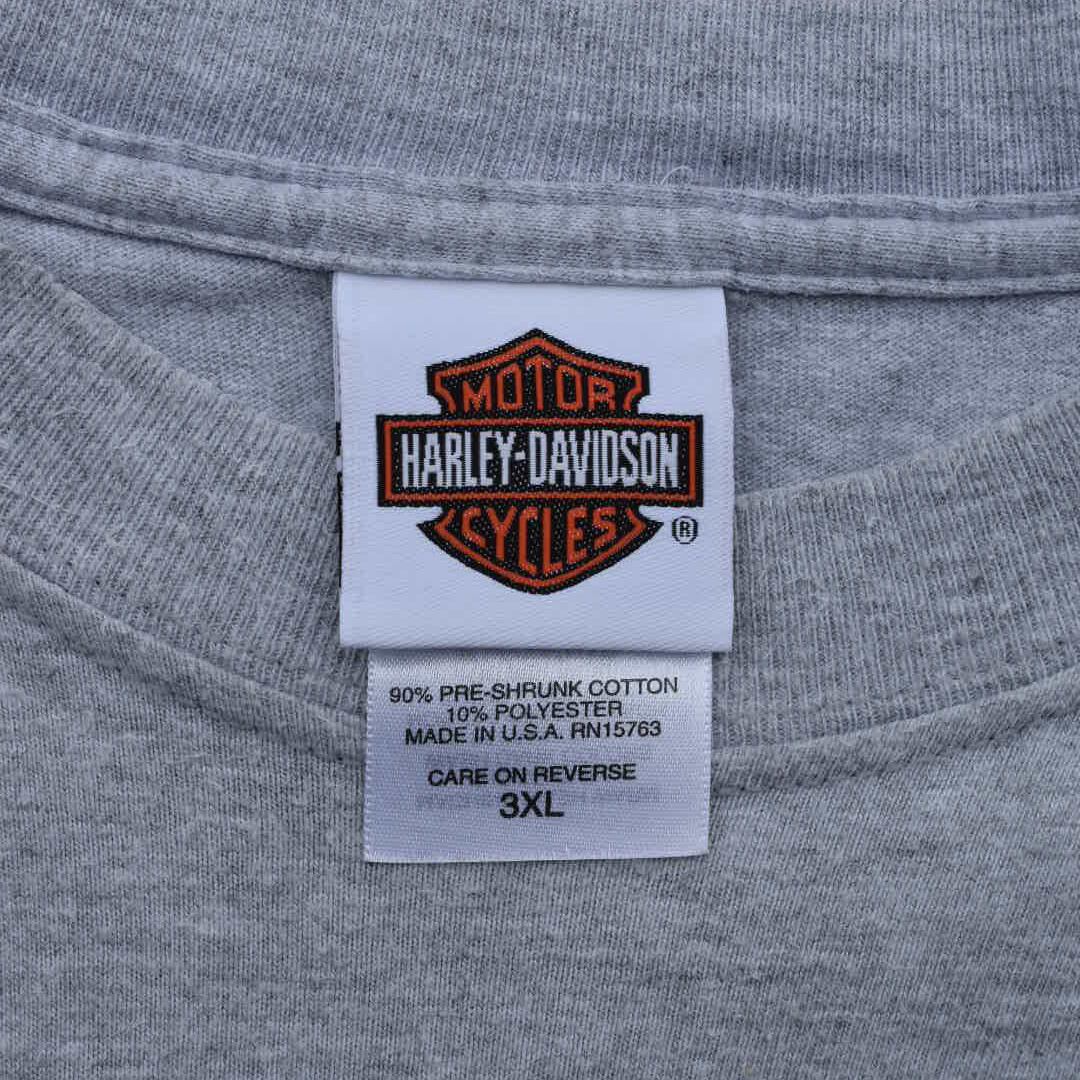 MOTOR
HARLEY-DAVIDSON
CYCLES
®
90% PRE-SHRUNK COTTON
10% POLYESTER
MADE IN U.S.A. RN15763
CARE ON REVERSE
3XL